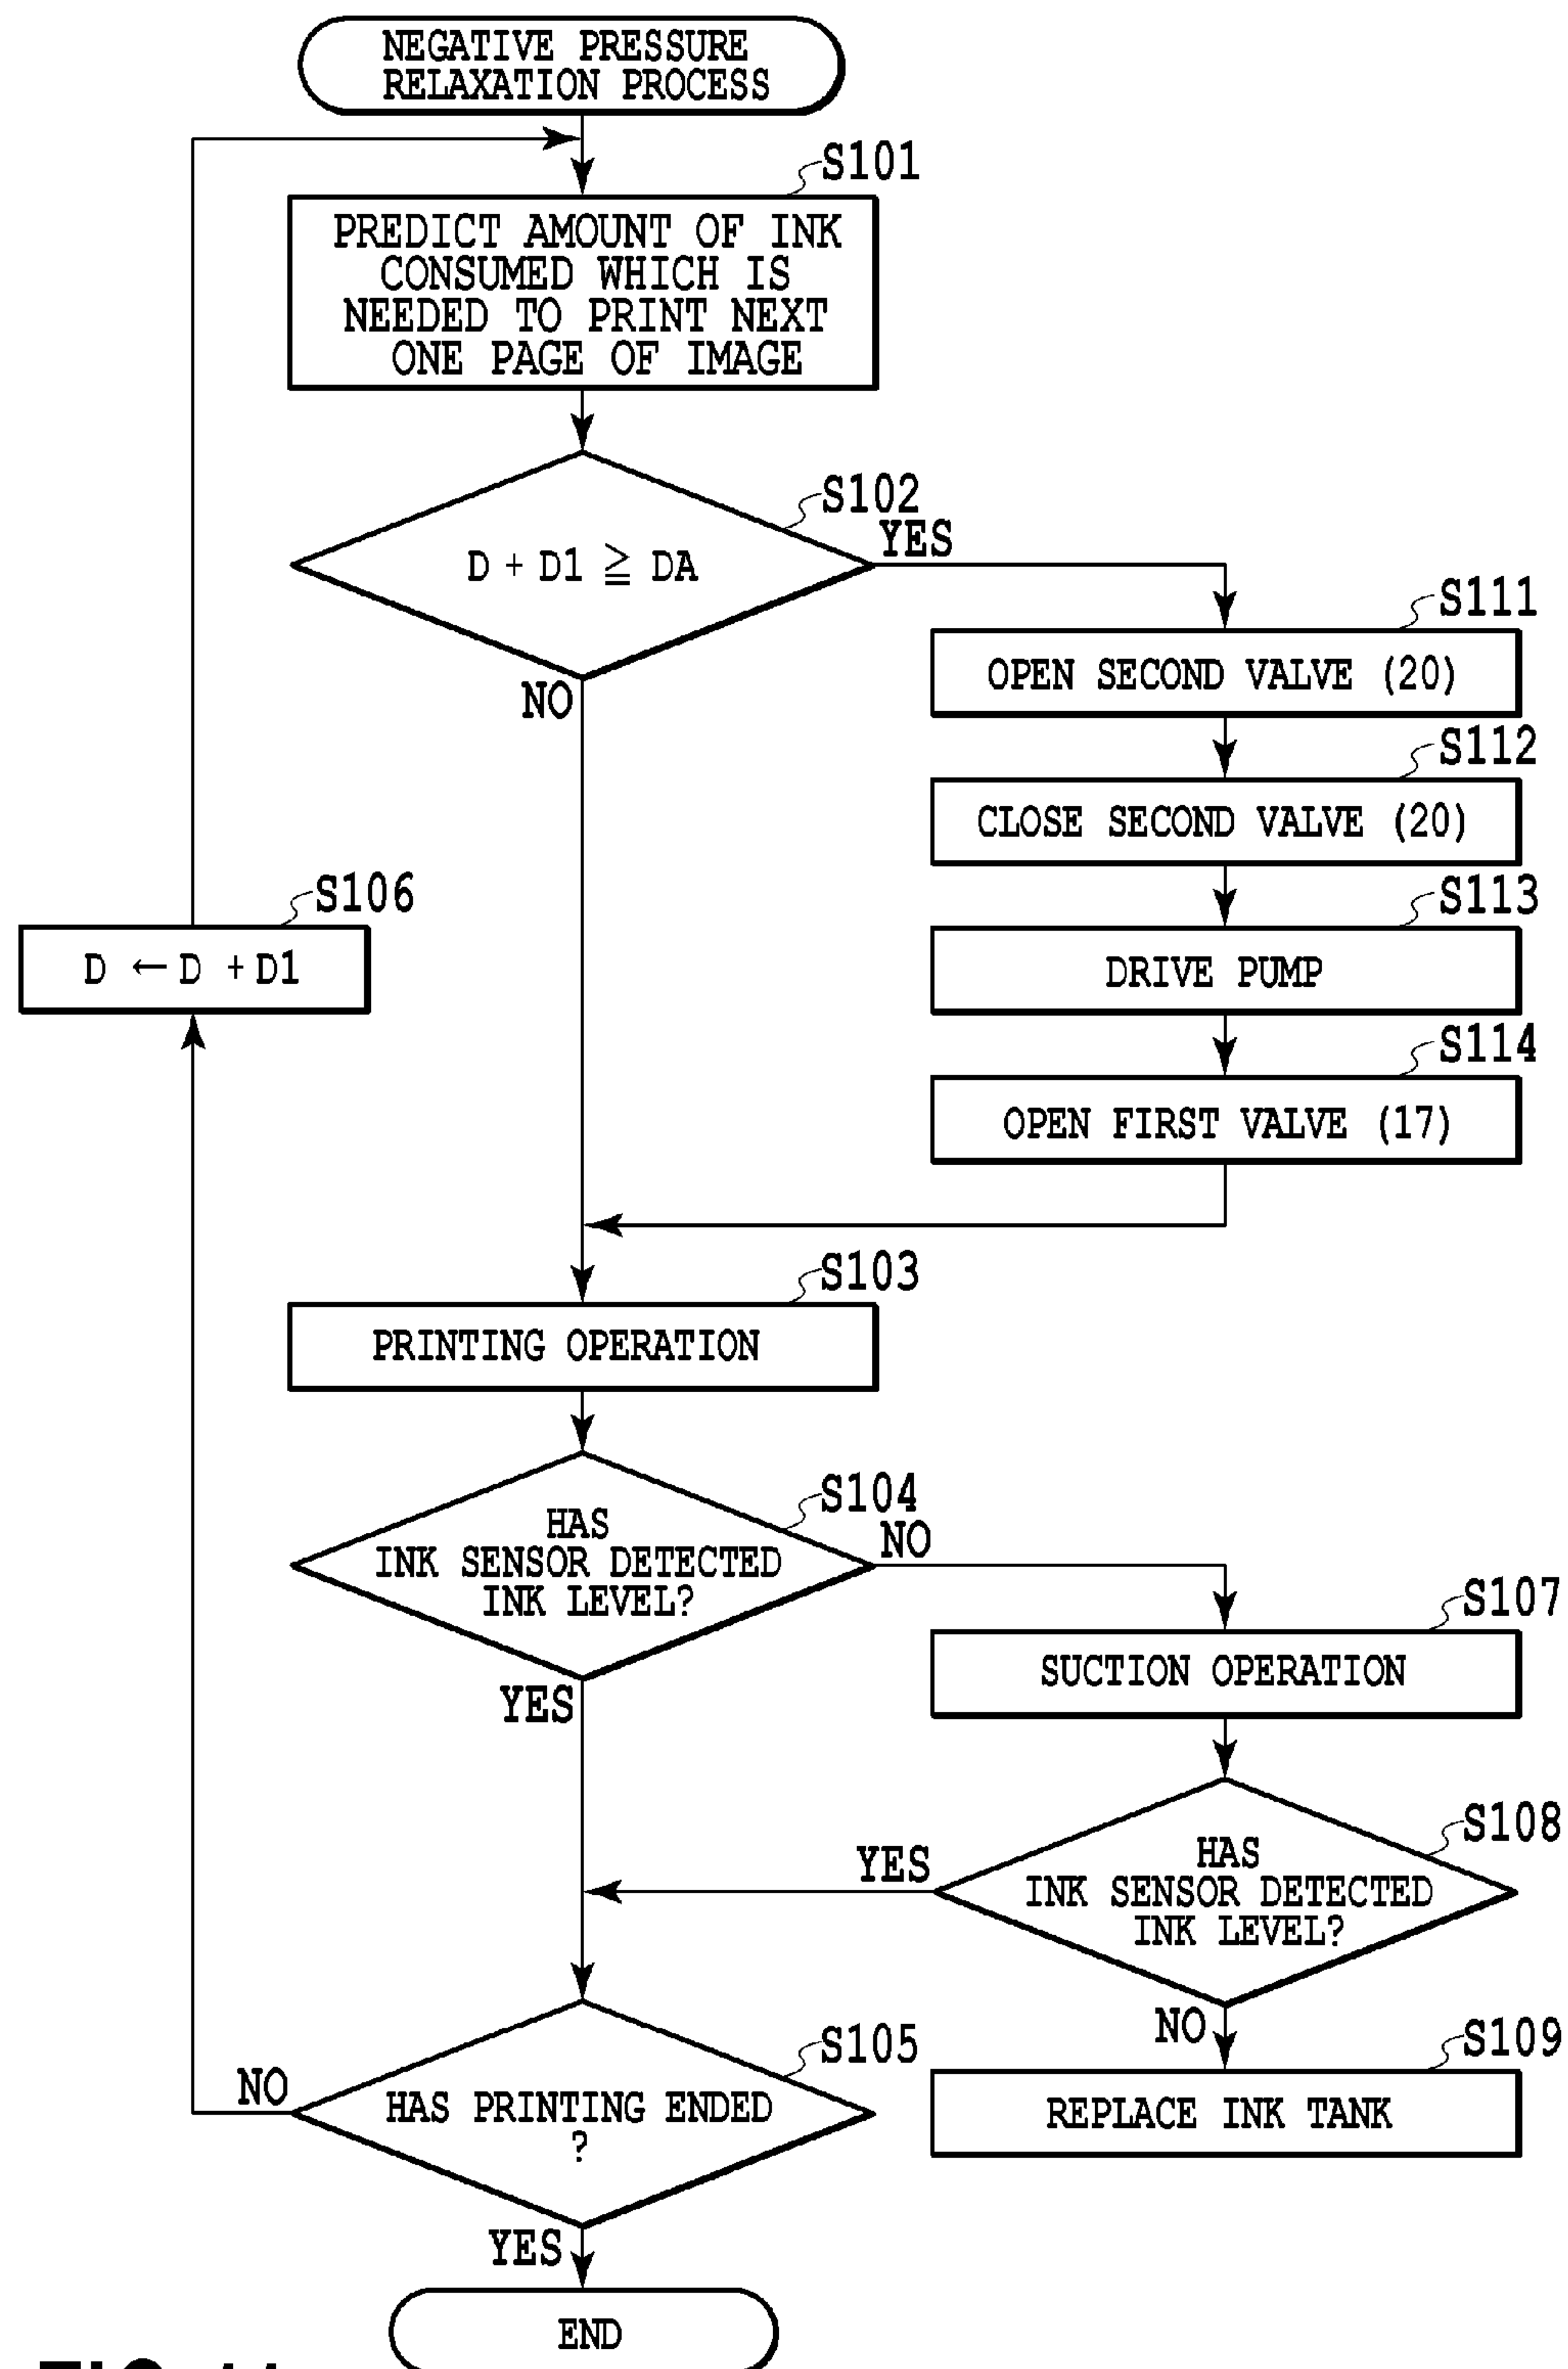 NEGATIVE PRESSURE
RELAXATION PROCESS
S101
PREDICT AMOUNT OF INK
CONSUMED WHICH IS
NEEDED TO PRINT NEXT
ONE PAGE OF IMAGE
S102
D + D1 ≧ DA
YES
NO
S111
OPEN SECOND VALVE (20)
S112
CLOSE SECOND VALVE (20)
S113
DRIVE PUMP
S114
OPEN FIRST VALVE (17)
S106
D ← D + D1
S103
PRINTING OPERATION
S104
HAS
INK SENSOR DETECTED
INK LEVEL?
NO
YES
S107
SUCTION OPERATION
S108
HAS
INK SENSOR DETECTED
INK LEVEL?
YES
NO
S109
REPLACE INK TANK
S105
HAS PRINTING ENDED
?
NO
YES
END